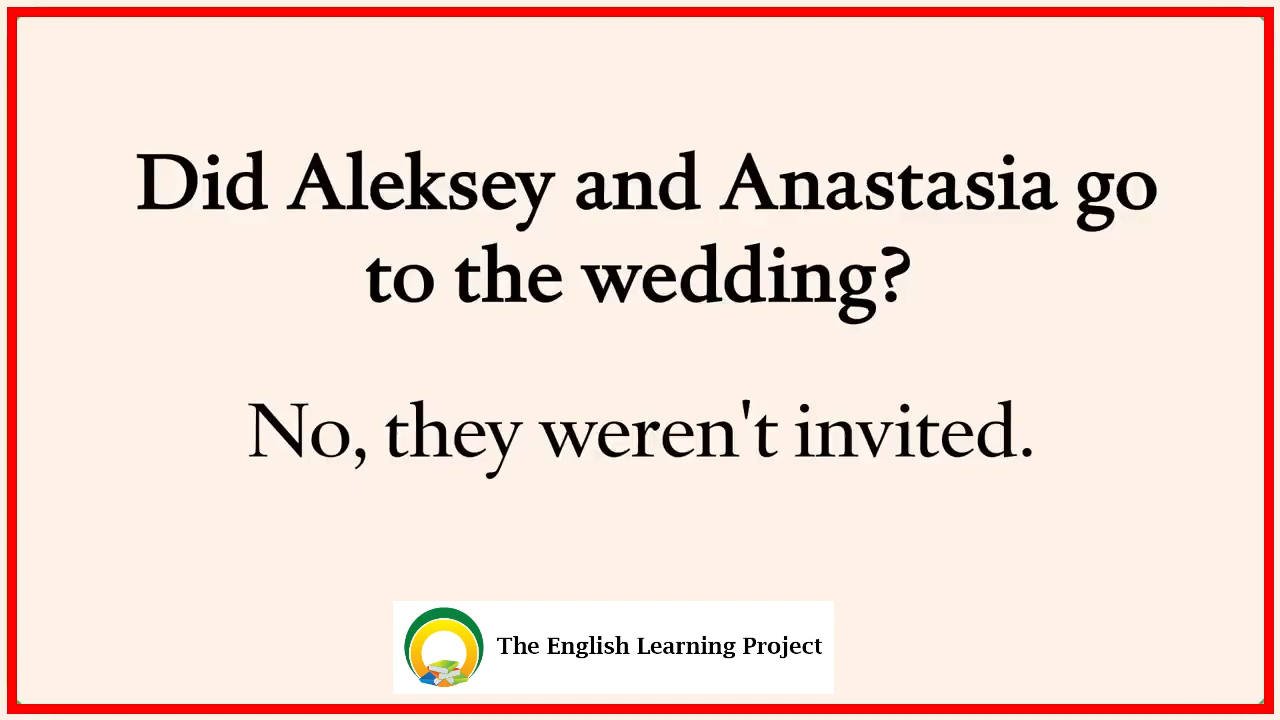 Did Aleksey and Anastasia go
to the wedding?
No, they weren't invited.
The English Learning Project